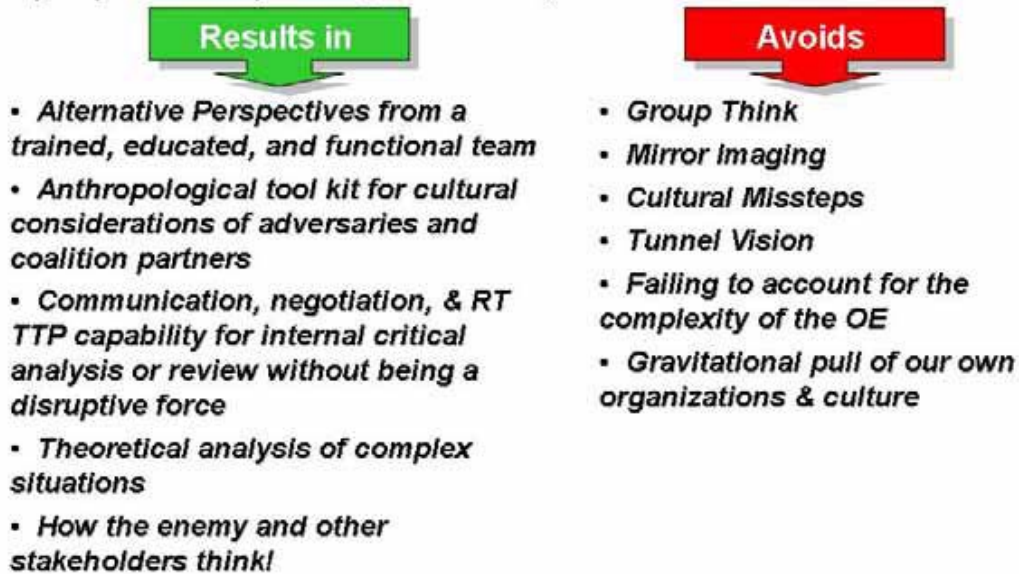 Results in
• Alternative Perspectives from a
trained, educated, and functional team
• Anthropological tool kit for cultural
considerations of adversaries and
coalition partners
• Communication, negotiation, & RT
TTP capability for internal critical
analysis or review without being a
disruptive force
• Theoretical analysis of complex
situations
• How the enemy and other
stakeholders think!
Avoids
• Group Think
• Mirror Imaging
• Cultural Missteps
• Tunnel Vision
• Failing to account for the
complexity of the OE
• Gravitational pull of our own
organizations & culture